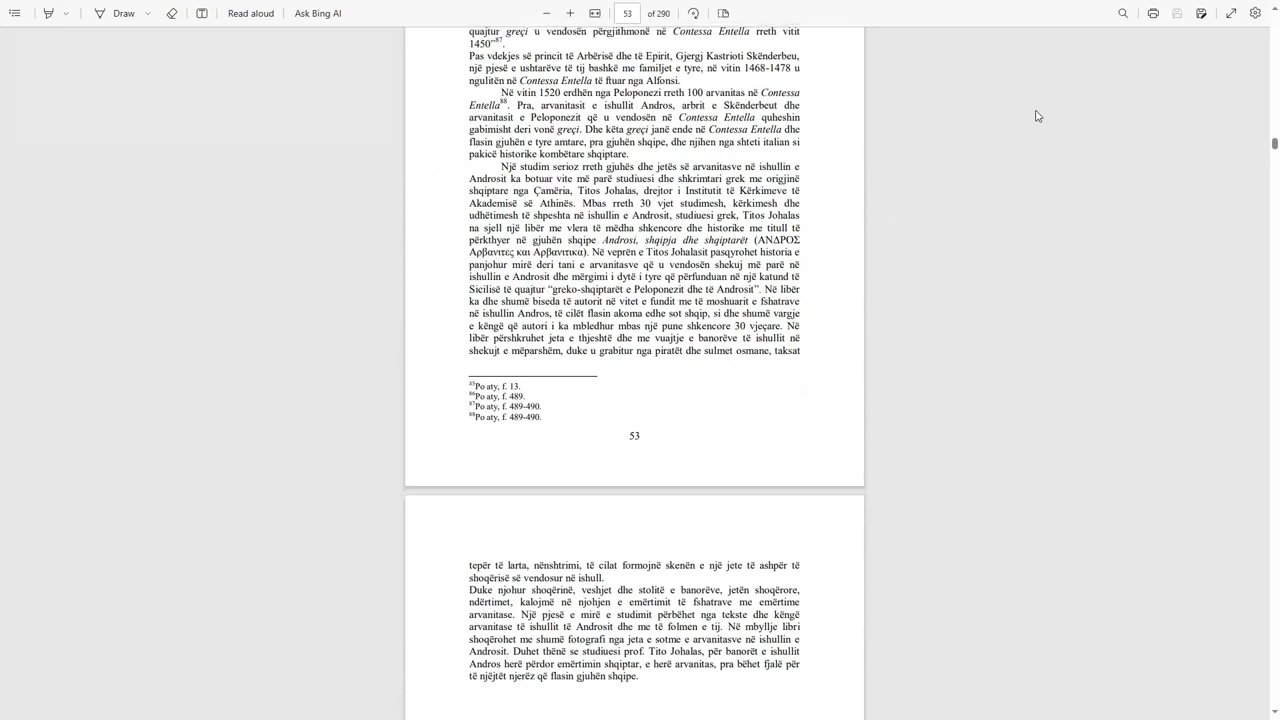 Draw
Read aloud
Ask Bing AI
53
of 290
quajtur greçi u vendosën përgjithmonë në Contessa Entella rreth vitit
1450”87.
Pas vdekjes së princit të Arbërisë dhe të Epirit, Gjergj Kastrioti Skënderbeu,
një pjesë e ushtarëve të tij bashkë me familjet e tyre, në vitin 1468-1478 u
ngulitën në Contessa Entella të ftuar nga Alfonsi.
Në vitin 1520 erdhën nga Peloponezi rreth 100 arvanitas në Contessa
Entella88. Pra, arvanitasit e ishullit Andros, arbrit e Skënderbeut dhe
arvanitasit e Peloponezit që u vendosën në Contessa Entella quheshin
gabimisht deri vonë greçi. Dhe këta greçi janë ende në Contessa Entella dhe
flasin gjuhën e tyre amtare, pra gjuhën shqipe, dhe njihen nga shteti italian si
pakicë historike kombëtare shqiptare.
Një studim serioz rreth gjuhës dhe jetës së arvanitasve në ishullin e
Androsit ka botuar vite më parë studiuesi dhe shkrimtari grek me origjinë
shqiptare nga Çamëria, Titos Johalas, drejtor i Institutit të Kërkimeve të
Akademisë së Athinës. Mbas rreth 30 vjet studimesh, kërkimesh dhe
udhëtimesh të shpeshta në ishullin e Androsit, studiuesi grek, Titos Johalas
na sjell një libër me vlera të mëdha shkencore dhe historike me titull të
përkthyer në gjuhën shqipe Androsi, shqipja dhe shqiptarët (ΑΝΔΡΟΣ
Αρβανιτες και Αρβανιτικα). Në veprën e Titos Johalasit pasqyrohet historia e
panjohur mirë deri tani e arvanitasve që u vendosën shekuj më parë në
ishullin e Androsit dhe mërgimi i dytë i tyre që përfunduan në një katund të
Sicilisë të quajtur “greko-shqiptarët e Peloponezit dhe të Androsit”. Në libër
ka dhe shumë biseda të autorit në vitet e fundit me të moshuarit e fshatrave
në ishullin Andros, të cilët flasin akoma edhe sot shqip, si dhe shumë vargje
e këngë që autori i ka mbledhur mbas një pune shkencore 30 vjeçare. Në
libër përshkruhet jeta e thjeshtë dhe me vuajtje e banorëve të ishullit në
shekujt e mëparshëm, duke u grabitur nga piratët dhe sulmet osmane, taksat
85Po aty, f. 13.
86Po aty, f. 489.
87Po aty, f. 489-490.
88Po aty, f. 489-490.
53
tepër të larta, nënshtrimi, të cilat formojnë skenën e një jete të ashpër të
shoqërisë së vendosur në ishull.
Duke njohur shoqërinë, veshjet dhe stolitë e banorëve, jetën shoqërore,
ndërtimet, kalojmë në njohjen e emërtimit të fshatrave me emërtime
arvanitase. Një pjesë e mirë e studimit përbëhet nga tekste dhe këngë
arvanitase të ishullit të Androsit dhe me të folmen e tij. Në mbyllje libri
shoqërohet me shumë fotografi nga jeta e sotme e arvanitasve në ishullin e
Androsit. Duhet thënë se studiuesi prof. Tito Johalas, për banorët e ishullit
Andros herë përdor emërtimin shqiptar, e herë arvanitas, pra bëhet fjalë për
të njëjtët njerëz që flasin gjuhën shqipe.